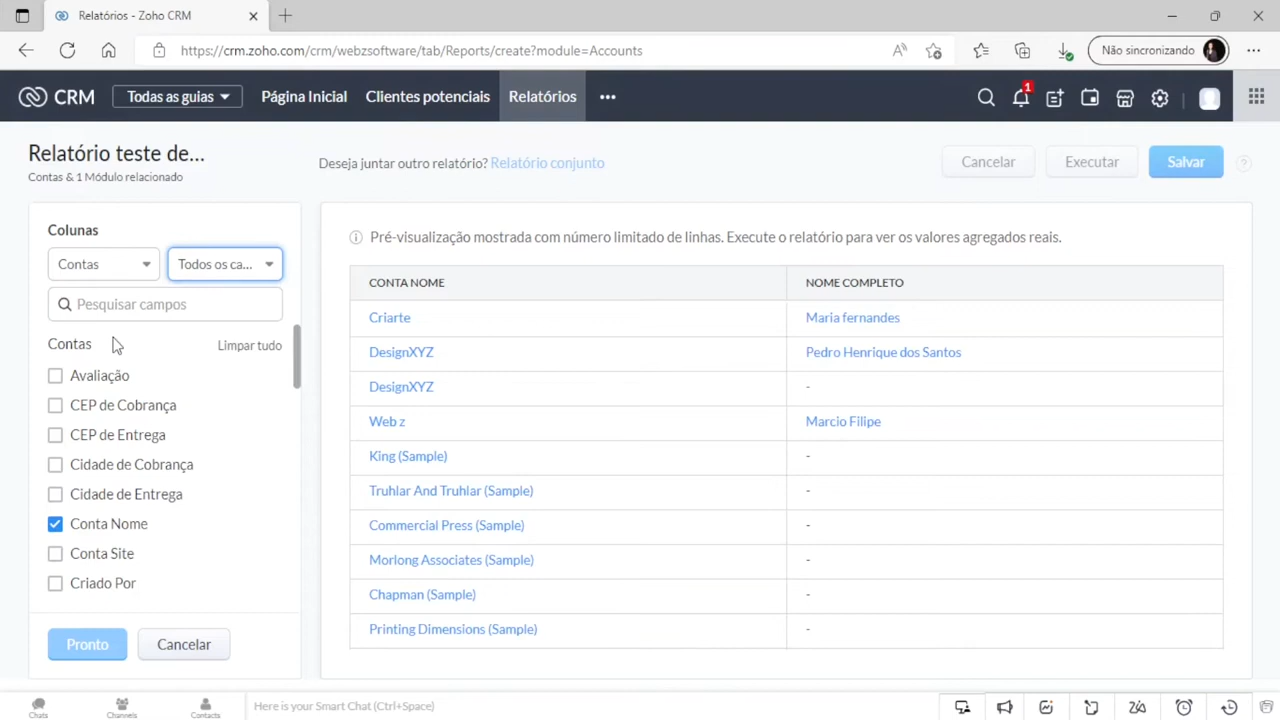 Relatórios - Zoho CRM
https://crm.zoho.com/crm/webzsoftware/tab/Reports/create?module=Accounts
Não sincronizando
CRM
Todas as guias
Página Inicial
Clientes potenciais
Relatórios
1
Relatório teste de...
Contas & 1 Módulo relacionado
Deseja juntar outro relatório? Relatório conjunto
Cancelar
Executar
Salvar
?
Colunas
Contas
Todos os ca...
Pesquisar campos
Contas
Limpar tudo
Avaliação
CEP de Cobrança
CEP de Entrega
Cidade de Cobrança
Cidade de Entrega
Conta Nome
Conta Site
Criado Por
Pronto
Cancelar
Pré-visualização mostrada com número limitado de linhas. Execute o relatório para ver os valores agregados reais.
CONTA NOME NOME COMPLETO
Criarte Maria fernandes
DesignXYZ Pedro Henrique dos Santos
DesignXYZ -
Web z Marcio Filipe
King (Sample) -
Truhlar And Truhlar (Sample) -
Commercial Press (Sample) -
Morlong Associates (Sample) -
Chapman (Sample) -
Printing Dimensions (Sample) -
Chats
Channels
Contacts
Here is your Smart Chat (Ctrl+Space)